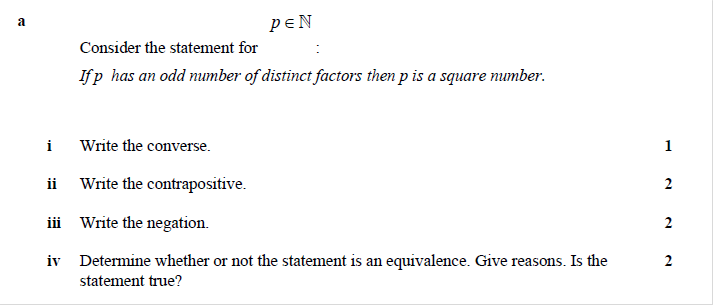 a p ∈ ℕ
Consider the statement for :
If p has an odd number of distinct factors then p is a square number.
i Write the converse. 1
ii Write the contrapositive. 2
iii Write the negation. 2
iv Determine whether or not the statement is an equivalence. Give reasons. Is the 2
statement true?